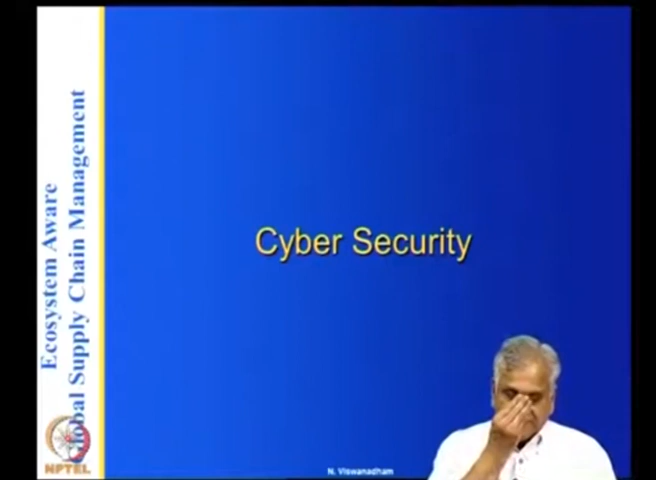 Ecosystem Aware
Global Supply Chain Management
Cyber Security
NPTEL
N. Viswanadham